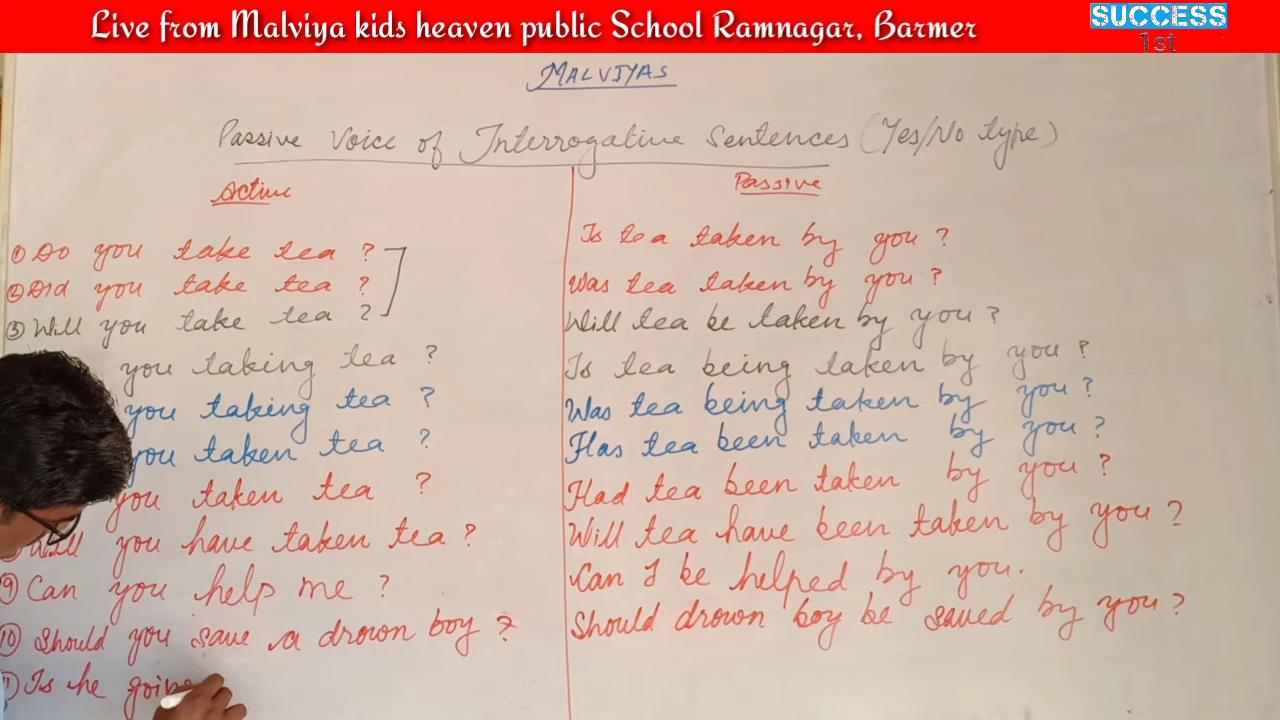 Live from Malviya kids heaven public School Ramnagar, Barmer
SUCCESS
1st
MALVIYAS
Passive Voice of Interrogative Sentences (Yes/No type)
Active
Passive
① Do you take tea ?
Is tea taken by you ?
② Did you take tea ?
Was tea taken by you ?
③ Will you take tea ?
Will tea be taken by you ?
you taking tea ?
Is tea being taken by you ?
you taking tea ?
Was tea being taken by you ?
you taken tea ?
Has tea been taken by you ?
you taken tea ?
Had tea been taken by you ?
Will you have taken tea ?
Will tea have been taken by you ?
⑨ Can you help me ?
Can I be helped by you.
⑩ Should you save a drown boy ?
Should drown boy be saved by you ?
⑪ Is he going